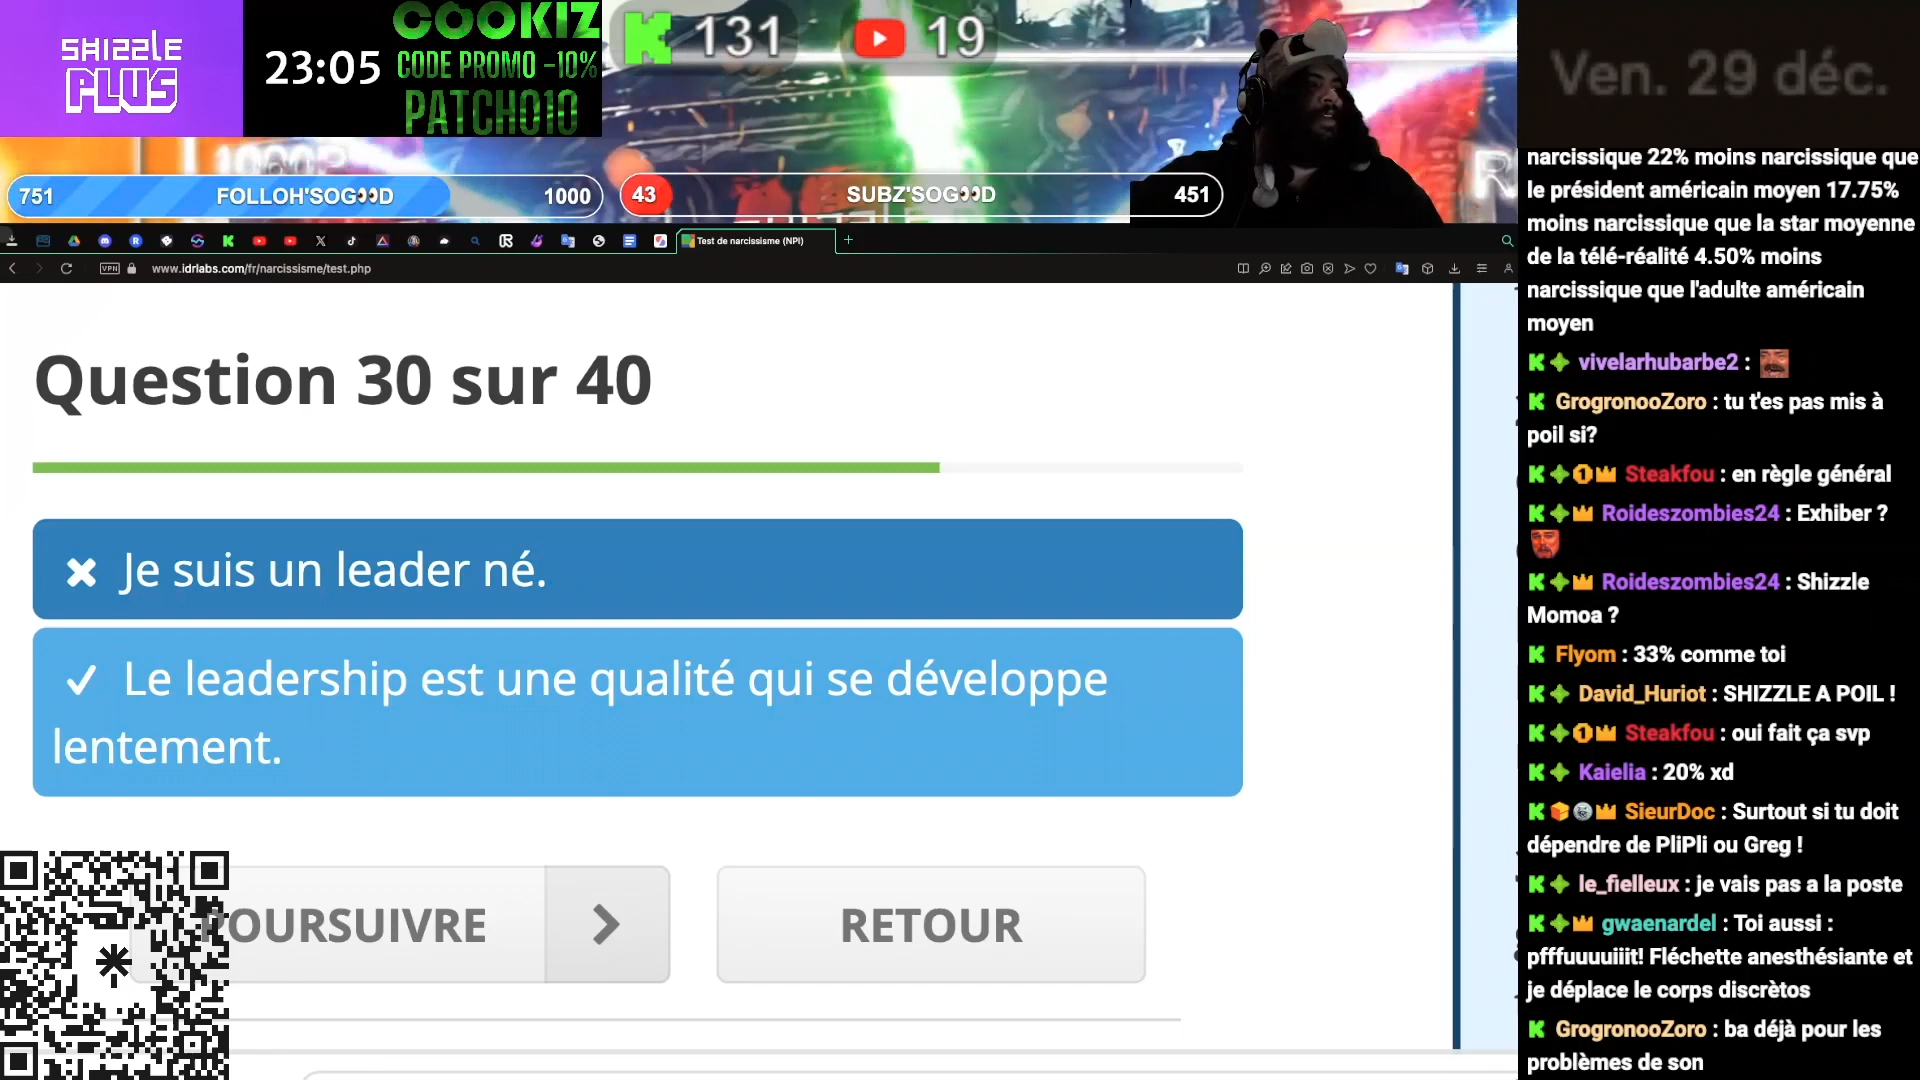 SHIZZLE
PLUS
23:05
COOKIZ
CODE PROMO -10%
PATCHO10
131
19
Ven. 29 déc.
751
FOLLOH'SOG👀D
1000
43
SUBZ'SOG👀D
451
Test de narcissisme (NPI)
VPN
www.idrlabs.com/fr/narcissisme/test.php
Question 30 sur 40
Je suis un leader né.
Le leadership est une qualité qui se développe
lentement.
POURSUIVRE
RETOUR
narcissique 22% moins narcissique que
le président américain moyen 17.75%
moins narcissique que la star moyenne
de la télé-réalité 4.50% moins
narcissique que l'adulte américain
moyen
vivelarhubarbe2 :
GrogronooZoro : tu t'es pas mis à
poil si?
Steakfou : en règle général
Roideszombies24 : Exhiber ?
Roideszombies24 : Shizzle
Momoa ?
Flyom : 33% comme toi
David_Huriot : SHIZZLE A POIL !
Steakfou : oui fait ça svp
Kaielia : 20% xd
SieurDoc : Surtout si tu doit
dépendre de PliPli ou Greg !
le_fielleux : je vais pas a la poste
gwaenardel : Toi aussi :
pfffuuuuiiit! Fléchette anesthésiante et
je déplace le corps discrètos
GrogronooZoro : ba déjà pour les
problèmes de son